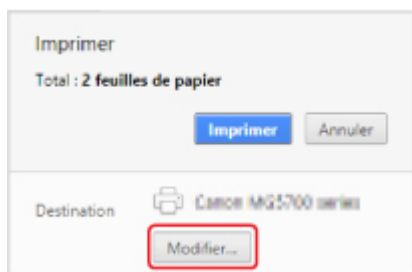 Imprimer
Total : 2 feuilles de papier
Imprimer Annuler
Destination Canon MG5700 series
Modifier...